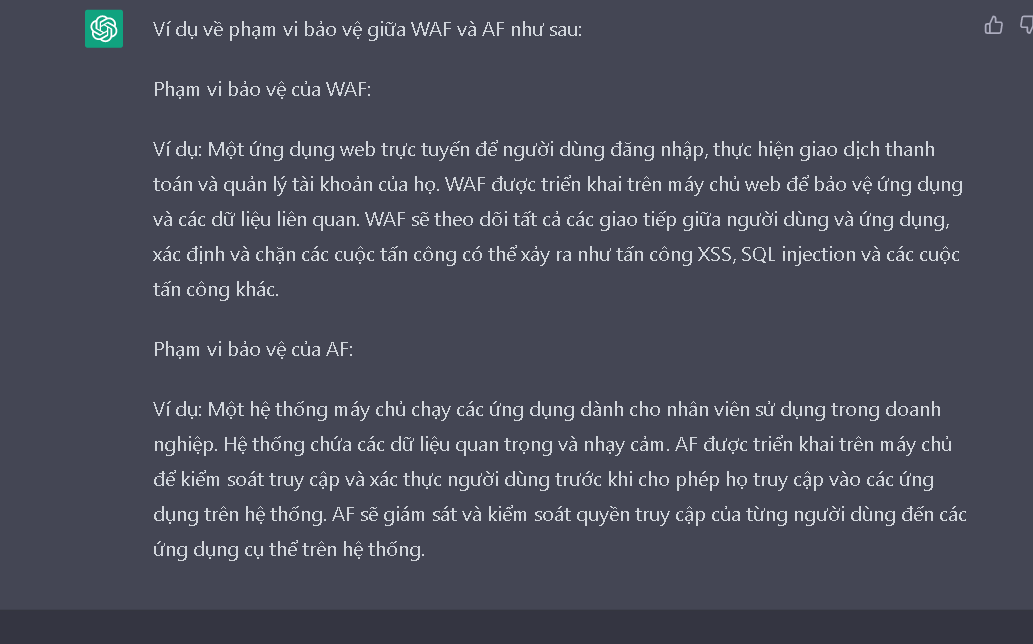 Ví dụ về phạm vi bảo vệ giữa WAF và AF như sau:
Phạm vi bảo vệ của WAF:
Ví dụ: Một ứng dụng web trực tuyến để người dùng đăng nhập, thực hiện giao dịch thanh
toán và quản lý tài khoản của họ. WAF được triển khai trên máy chủ web để bảo vệ ứng dụng
và các dữ liệu liên quan. WAF sẽ theo dõi tất cả các giao tiếp giữa người dùng và ứng dụng,
xác định và chặn các cuộc tấn công có thể xảy ra như tấn công XSS, SQL injection và các cuộc
tấn công khác.
Phạm vi bảo vệ của AF:
Ví dụ: Một hệ thống máy chủ chạy các ứng dụng dành cho nhân viên sử dụng trong doanh
nghiệp. Hệ thống chứa các dữ liệu quan trọng và nhạy cảm. AF được triển khai trên máy chủ
để kiểm soát truy cập và xác thực người dùng trước khi cho phép họ truy cập vào các ứng
dụng trên hệ thống. AF sẽ giám sát và kiểm soát quyền truy cập của từng người dùng đến các
ứng dụng cụ thể trên hệ thống.